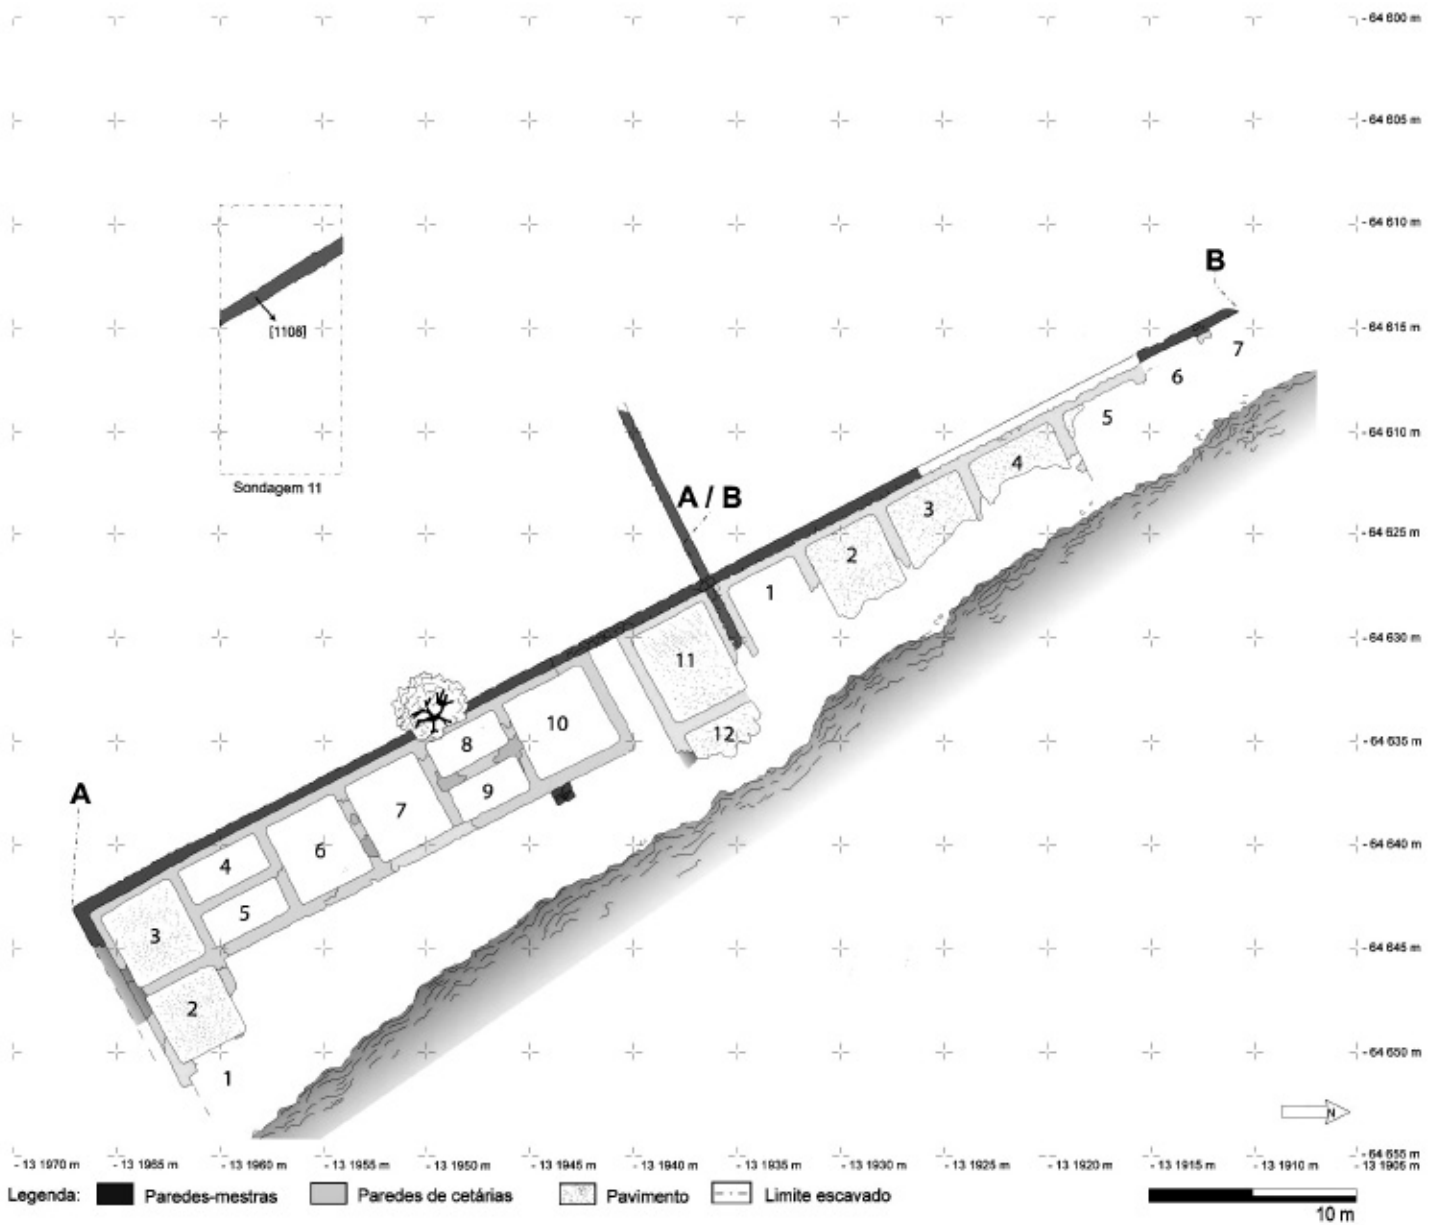 - 64 600 m
- 64 605 m
- 64 610 m
B
- 64 615 m
[1108]
7
6
5
- 64 610 m
4
Sondagem 11
A / B
3
- 64 625 m
2
1
- 64 630 m
11
10
12
8
- 64 635 m
9
A
7
6
- 64 640 m
4
5
3
- 64 645 m
2
- 64 650 m
1
N
- 64 655 m
- 13 1970 m - 13 1965 m - 13 1960 m - 13 1955 m - 13 1950 m - 13 1945 m - 13 1940 m - 13 1935 m - 13 1930 m - 13 1925 m - 13 1920 m - 13 1915 m - 13 1910 m - 13 1905 m
Legenda: Paredes-mestras Paredes de cetárias Pavimento Limite escavado
10 m